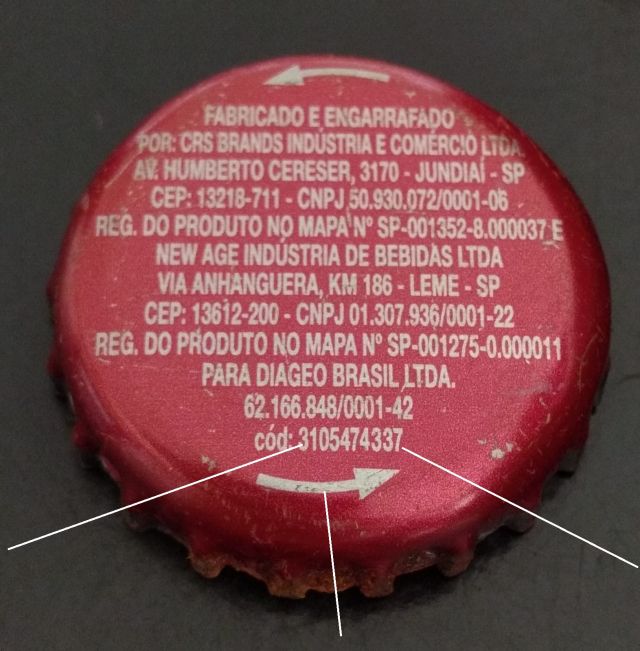 FABRICADO E ENGARRAFADO
POR: CRS BRANDS INDÚSTRIA E COMÉRCIO LTDA.
AV. HUMBERTO CERESER, 3170 - JUNDIAÍ - SP
CEP: 13218-711 - CNPJ 50.930.072/0001-06
REG. DO PRODUTO NO MAPA Nº SP-001352-8.000037 E
NEW AGE INDÚSTRIA DE BEBIDAS LTDA
VIA ANHANGUERA, KM 186 - LEME - SP
CEP: 13612-200 - CNPJ 01.307.936/0001-22
REG. DO PRODUTO NO MAPA Nº SP-001275-0.000011
PARA DIAGEO BRASIL LTDA.
62.166.848/0001-42
cód: 3105474337